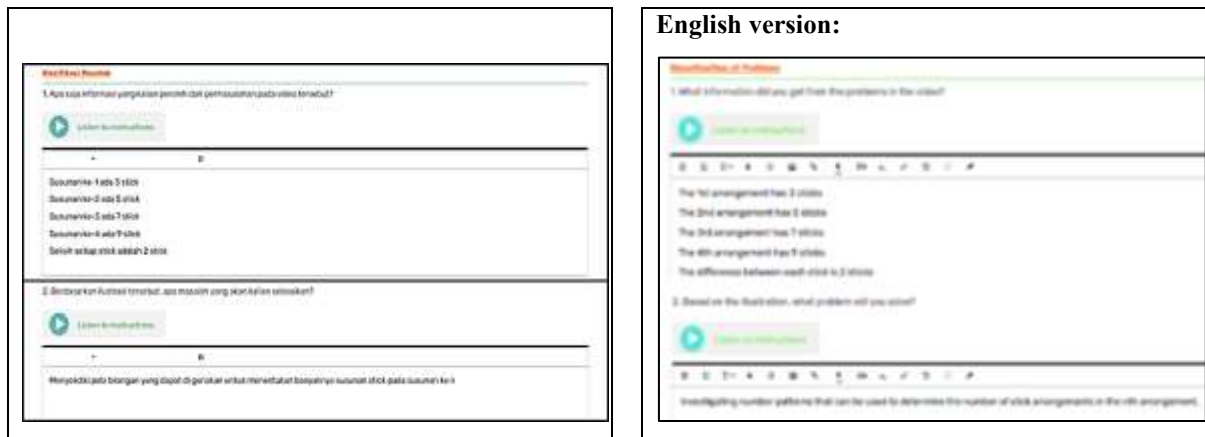 Identifikasi Masalah
1. Apa saja informasi yang kalian peroleh dari permasalahan pada video tersebut?
Listen to instructions
Susunan ke-1 ada 3 stick
Susunan ke-2 ada 5 stick
Susunan ke-3 ada 7 stick
Susunan ke-4 ada 9 stick
Selisih setiap stick adalah 2 stick
2. Berdasarkan ilustrasi tersebut, apa masalah yang akan kalian selesaikan?
Listen to instructions
Menyelidiki pola bilangan yang dapat digunakan untuk menentukan banyaknya susunan stick pada susunan ke n
English version:
Identification of Problems
1. What information did you get from the problems in the video?
Listen to instructions
The 1st arrangement has 3 sticks
The 2nd arrangement has 5 sticks
The 3rd arrangement has 7 sticks
The 4th arrangement has 9 sticks
The difference between each stick is 2 sticks
2. Based on the illustration, what problem will you solve?
Listen to instructions
Investigating number patterns that can be used to determine the number of stick arrangements in the nth arrangement.